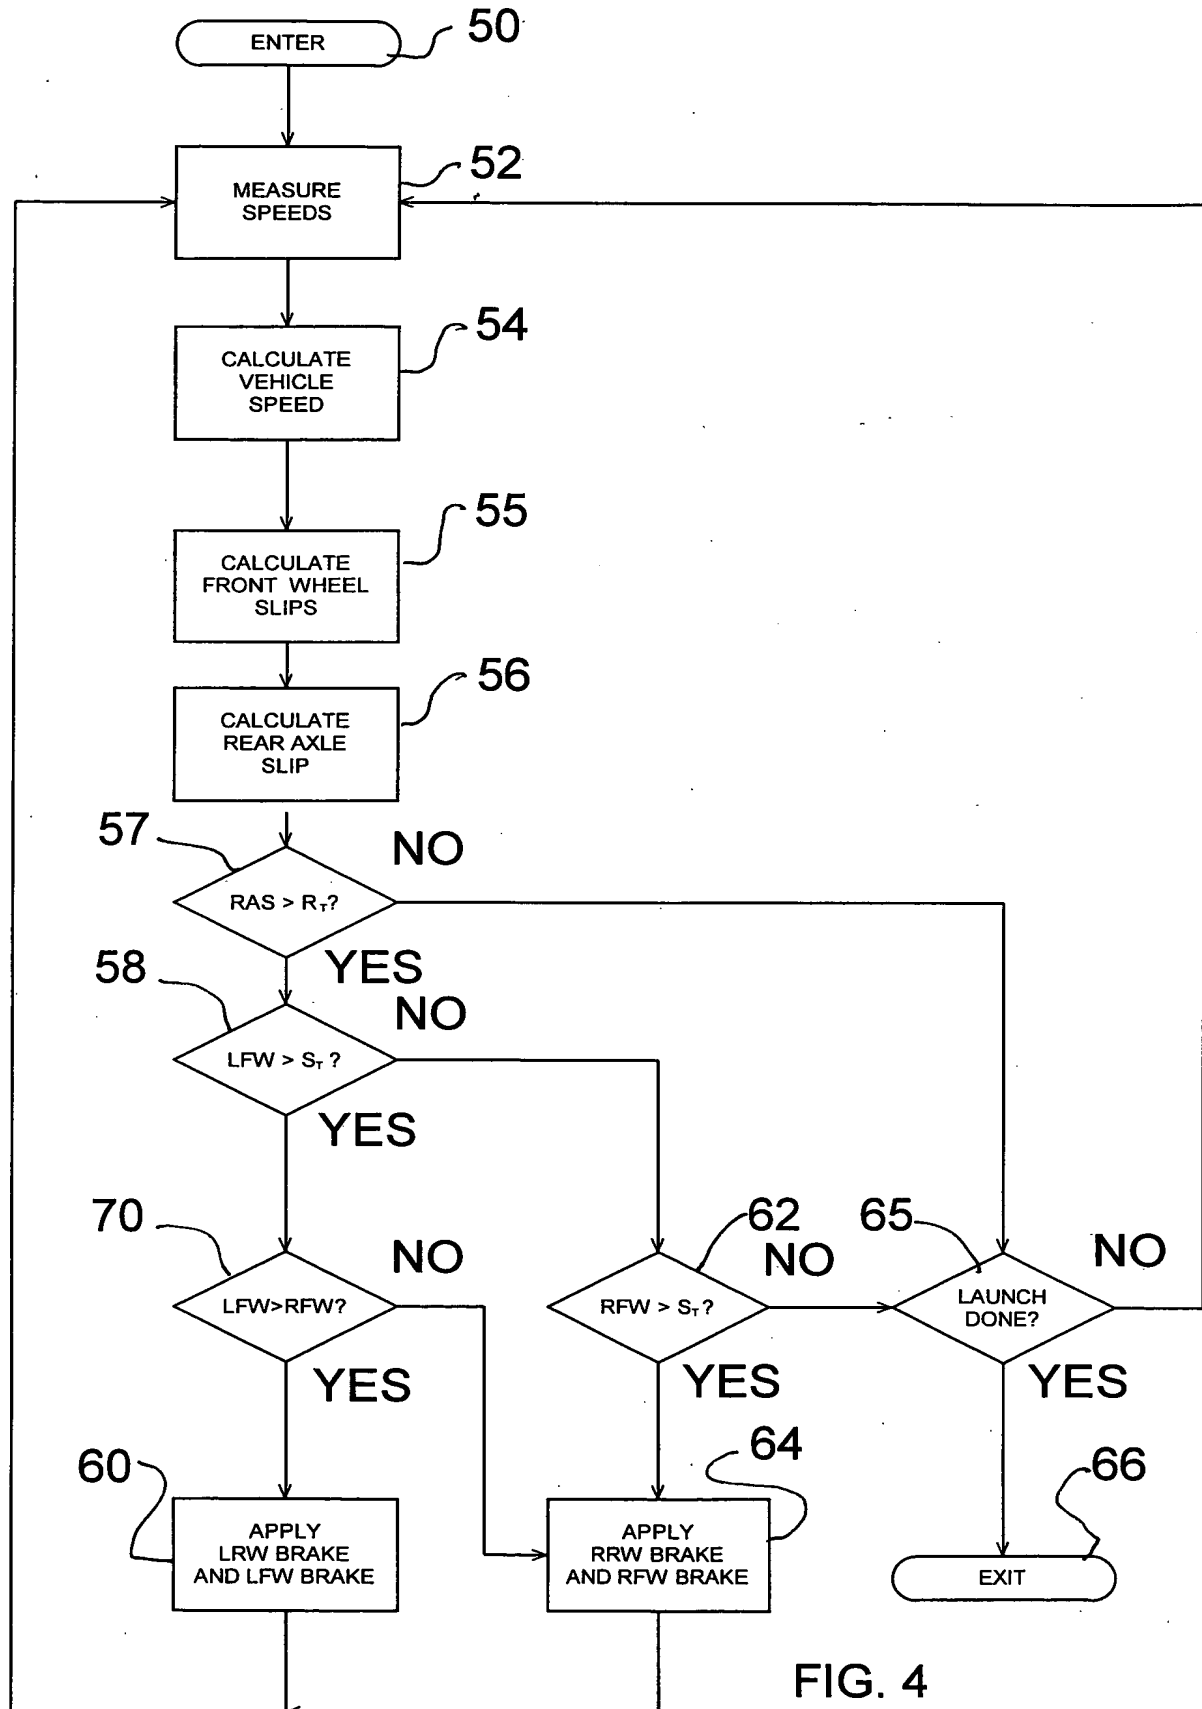 50
ENTER
52
MEASURE
SPEEDS
54
CALCULATE
VEHICLE
SPEED
55
CALCULATE
FRONT WHEEL
SLIPS
56
CALCULATE
REAR AXLE
SLIP
57
NO
RAS > R_T?
YES
58
NO
LFW > S_T ?
YES
70
NO
LFW>RFW?
YES
62
NO
RFW > S_T ?
YES
65
NO
LAUNCH
DONE?
YES
60
APPLY
LRW BRAKE
AND LFW BRAKE
64
APPLY
RRW BRAKE
AND RFW BRAKE
66
EXIT
FIG. 4